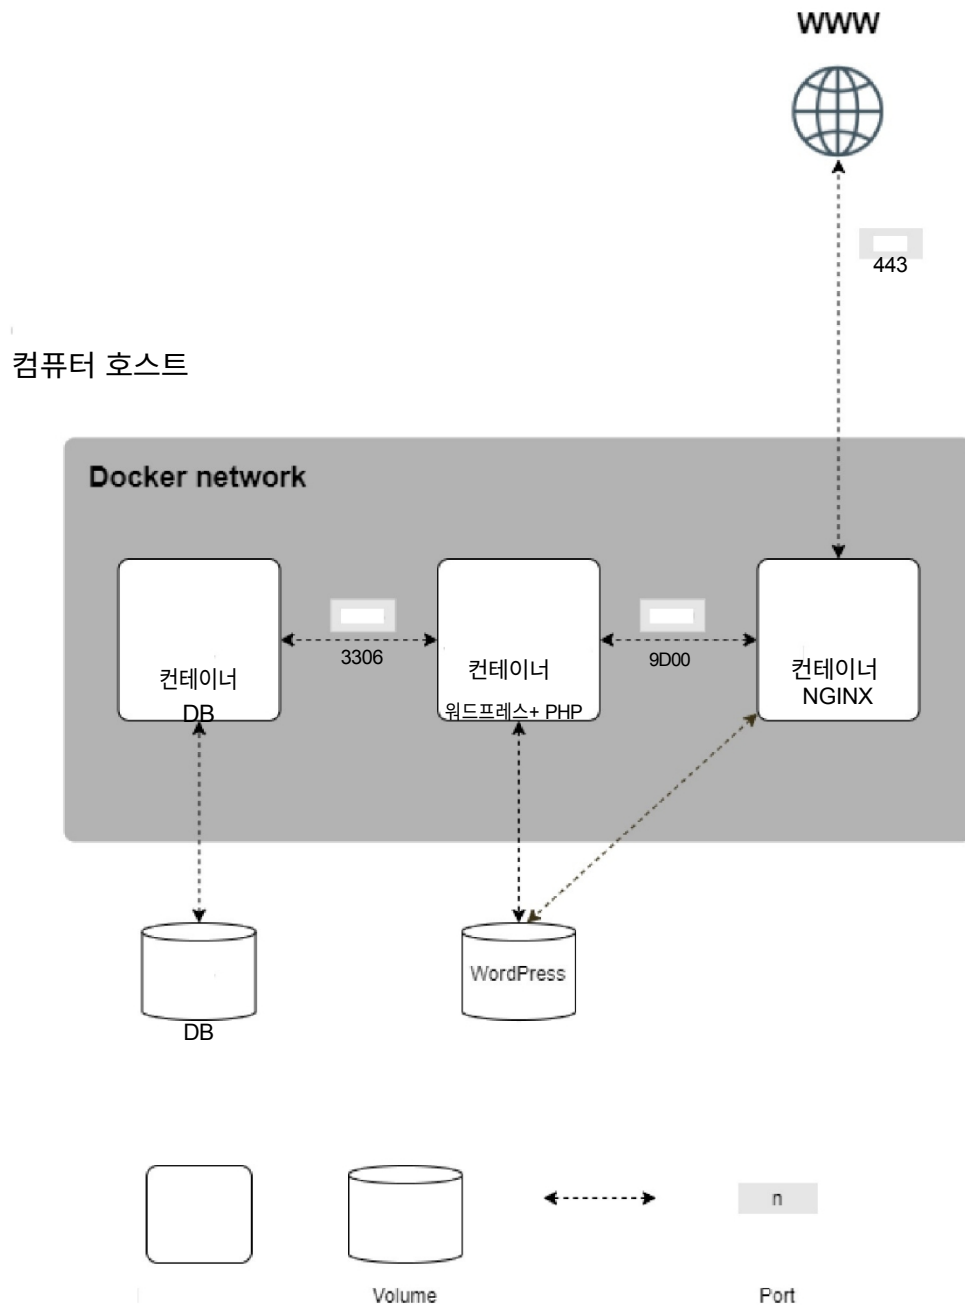 WWW
443
컴퓨터 호스트
Docker network
3306
9D00
컨테이너
DB
컨테이너
워드프레스+ PHP
컨테이너
NGINX
WordPress
DB
n
Volume
Port